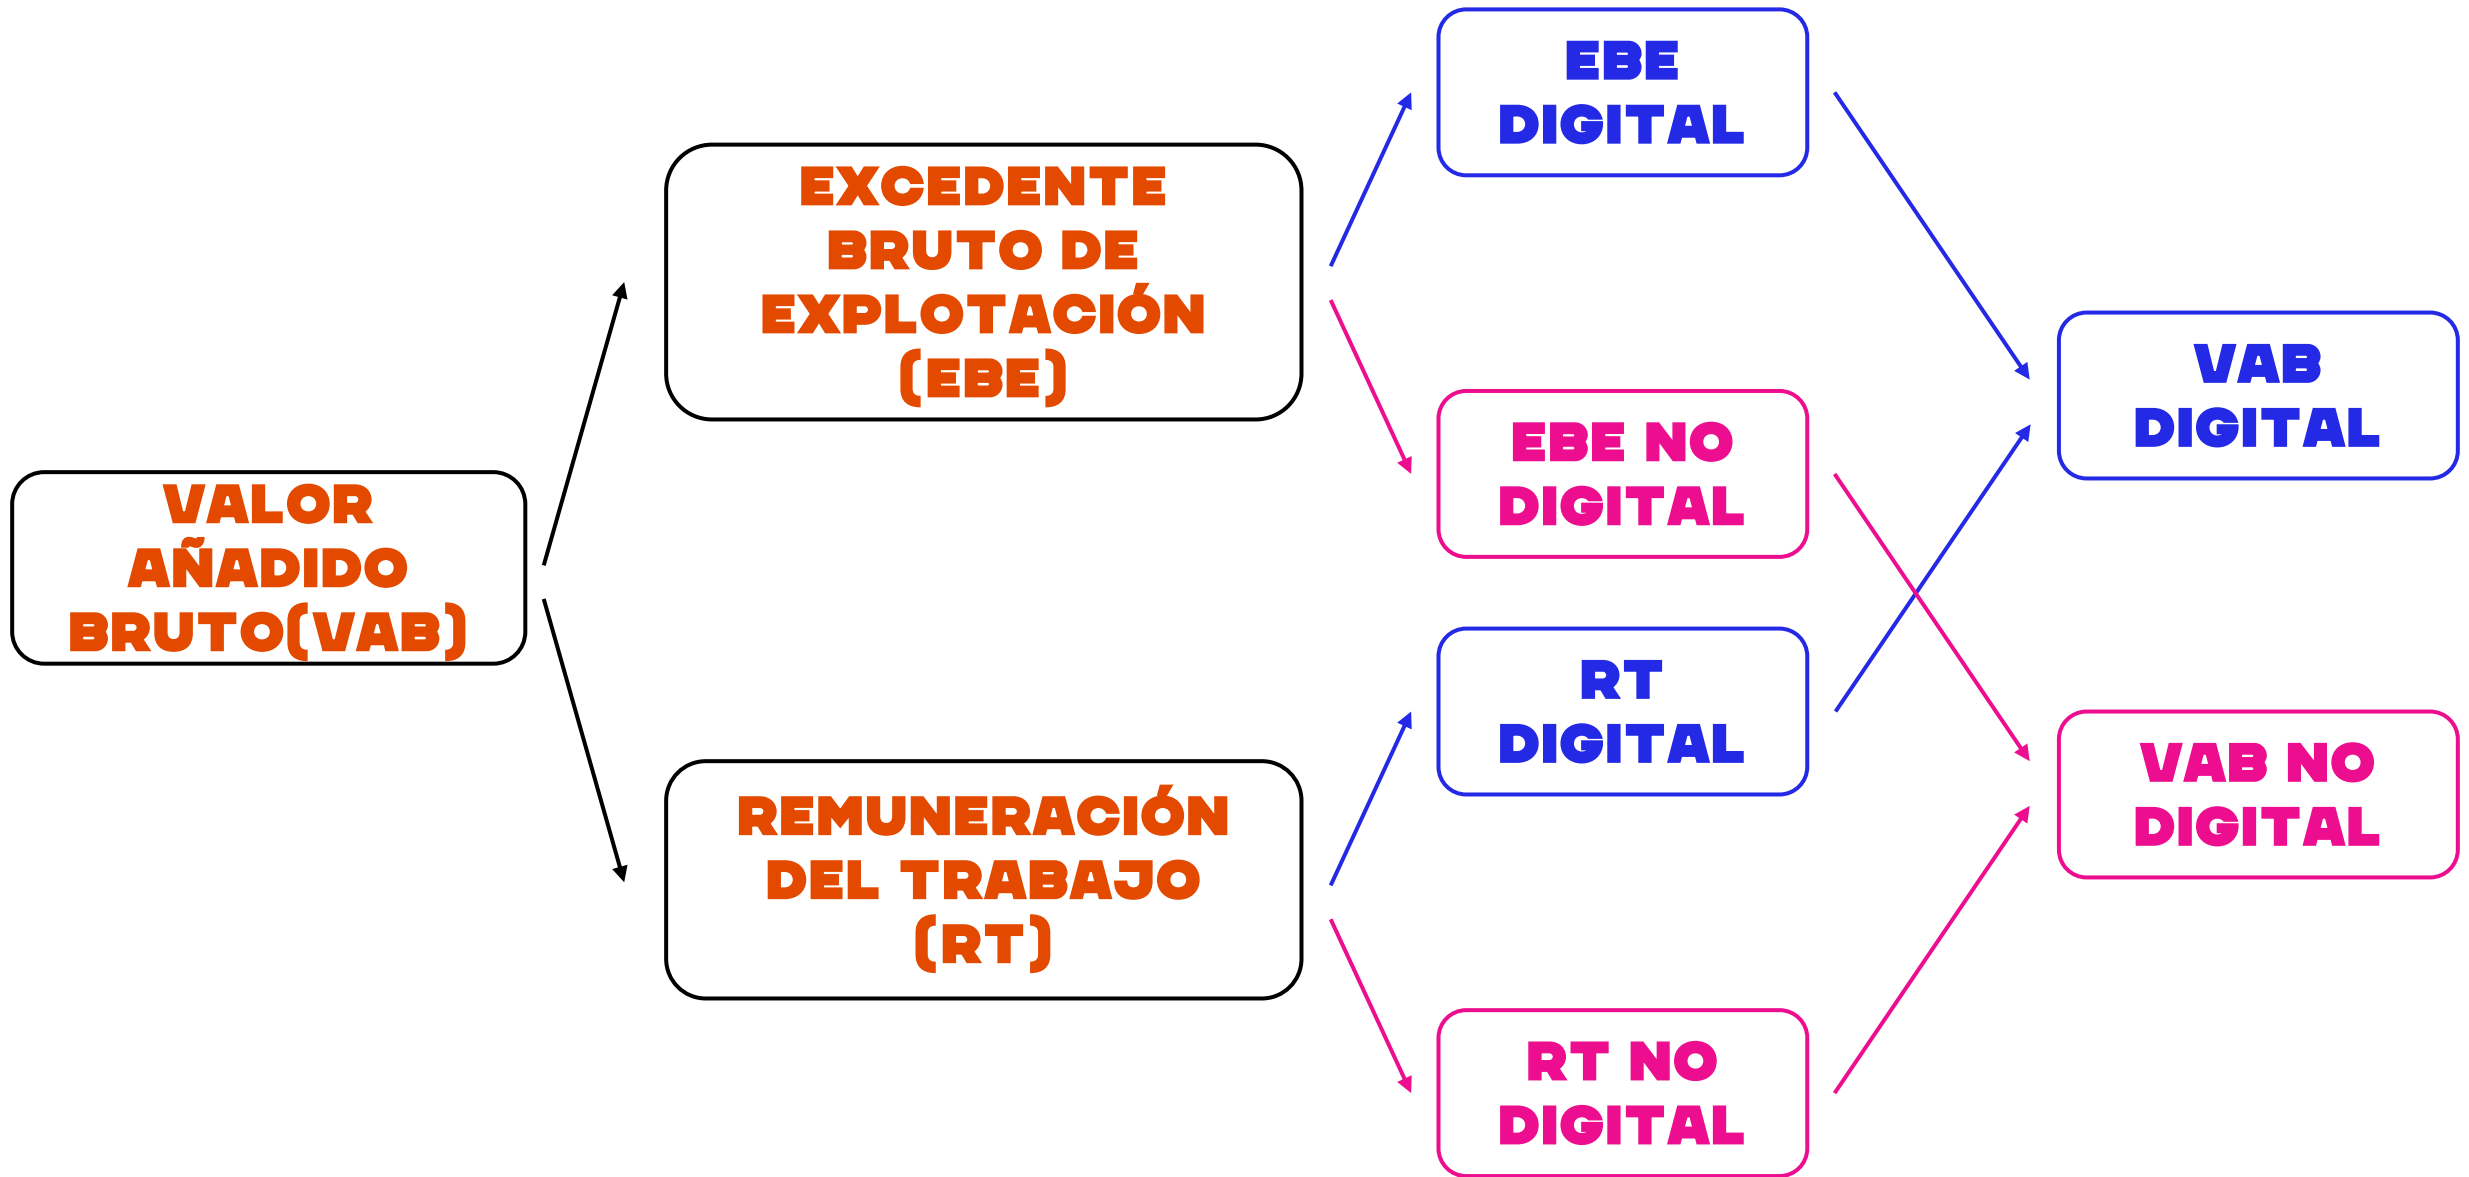 VALOR
AÑADIDO
BRUTO(VAB)
EXCEDENTE
BRUTO DE
EXPLOTACIÓN
(EBE)
REMUNERACIÓN
DEL TRABAJO
(RT)
EBE
DIGITAL
EBE NO
DIGITAL
RT
DIGITAL
RT NO
DIGITAL
VAB
DIGITAL
VAB NO
DIGITAL